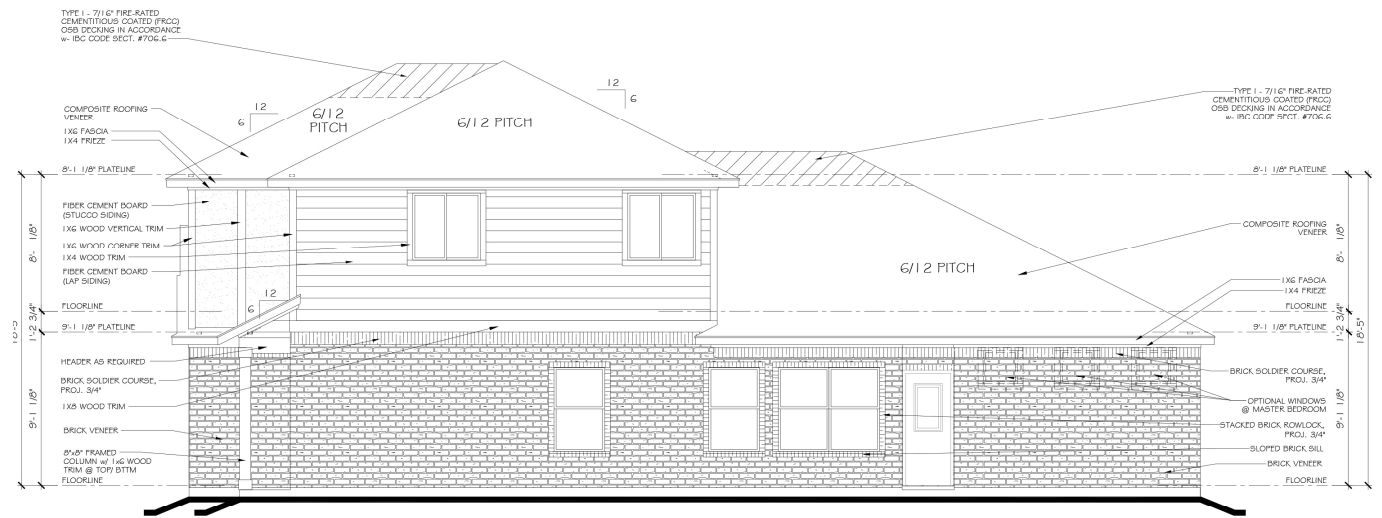 TYPE I - 7/16" FIRE-RATED
CEMENTITIOUS COATED (FRCC)
OSB DECKING IN ACCORDANCE
w- IBC CODE SECT. #706.6
12
6
TYPE I - 7/16" FIRE-RATED
CEMENTITIOUS COATED (FRCC)
OSB DECKING IN ACCORDANCE
w- IBC CODE SECT. #706.6
COMPOSITE ROOFING
VENEER
12
6
6/12
PITCH
6/12 PITCH
1X6 FASCIA
1X4 FRIEZE
8'-1 1/8" PLATELINE
8'-1 1/8" PLATELINE
FIBER CEMENT BOARD
(STUCCO SIDING)
1X6 WOOD VERTICAL TRIM
1X6 WOOD CORNER TRIM
1X4 WOOD TRIM
FIBER CEMENT BOARD
(LAP SIDING)
COMPOSITE ROOFING
VENEER
6/12 PITCH
12
6
1X6 FASCIA
1X4 FRIEZE
FLOORLINE
FLOORLINE
9'-1 1/8" PLATELINE
9'-1 1/8" PLATELINE
8'- 1/8"
1'-2 3/4"
9'-1 1/8"
8'- 1/8"
1'-2 3/4"
9'-1 1/8"
18'-5"
HEADER AS REQUIRED
BRICK SOLDIER COURSE,
PROJ. 3/4"
1X8 WOOD TRIM
BRICK VENEER
8"x8" FRAMED
COLUMN w/ 1x6 WOOD
TRIM @ TOP/ BTTM
FLOORLINE
BRICK SOLDIER COURSE,
PROJ. 3/4"
OPTIONAL WINDOWS
@ MASTER BEDROOM
STACKED BRICK ROWLOCK,
PROJ. 3/4"
SLOPED BRICK SILL
BRICK VENEER
FLOORLINE